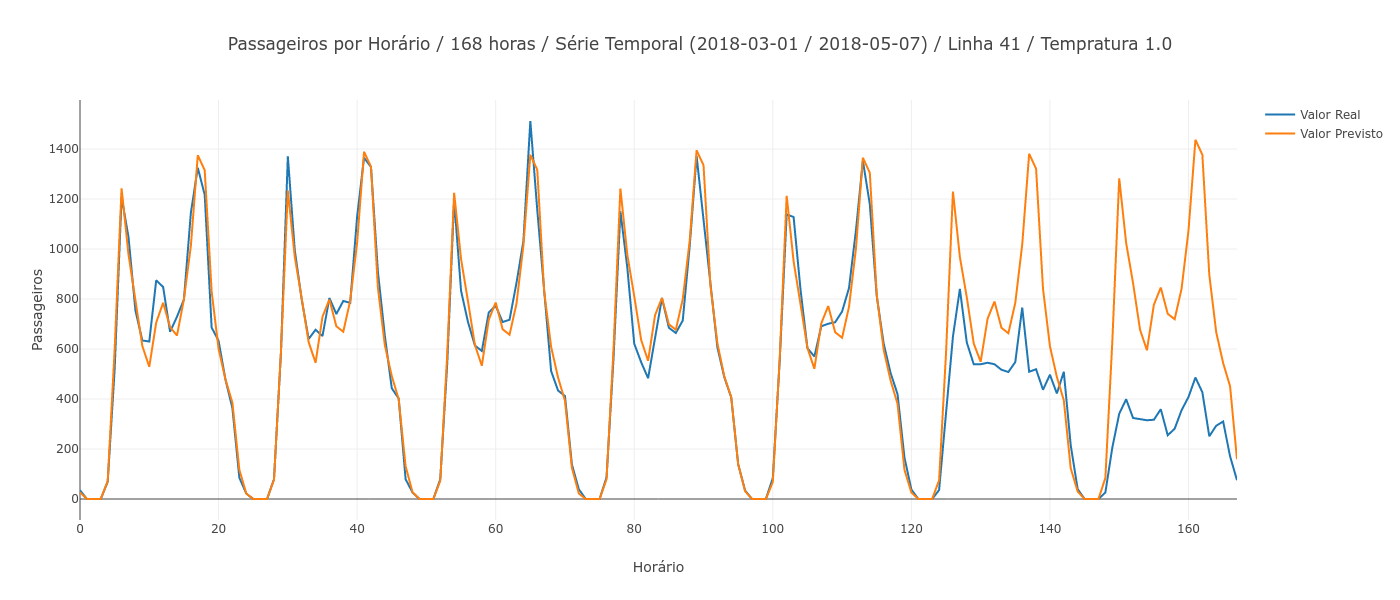 Passageiros por Horário / 168 horas / Série Temporal (2018-03-01 / 2018-05-07) / Linha 41 / Tempratura 1.0
Valor Real
Valor Previsto
Passageiros
1400
1200
1000
800
600
400
200
0
0 20 40 60 80 100 120 140 160
Horário